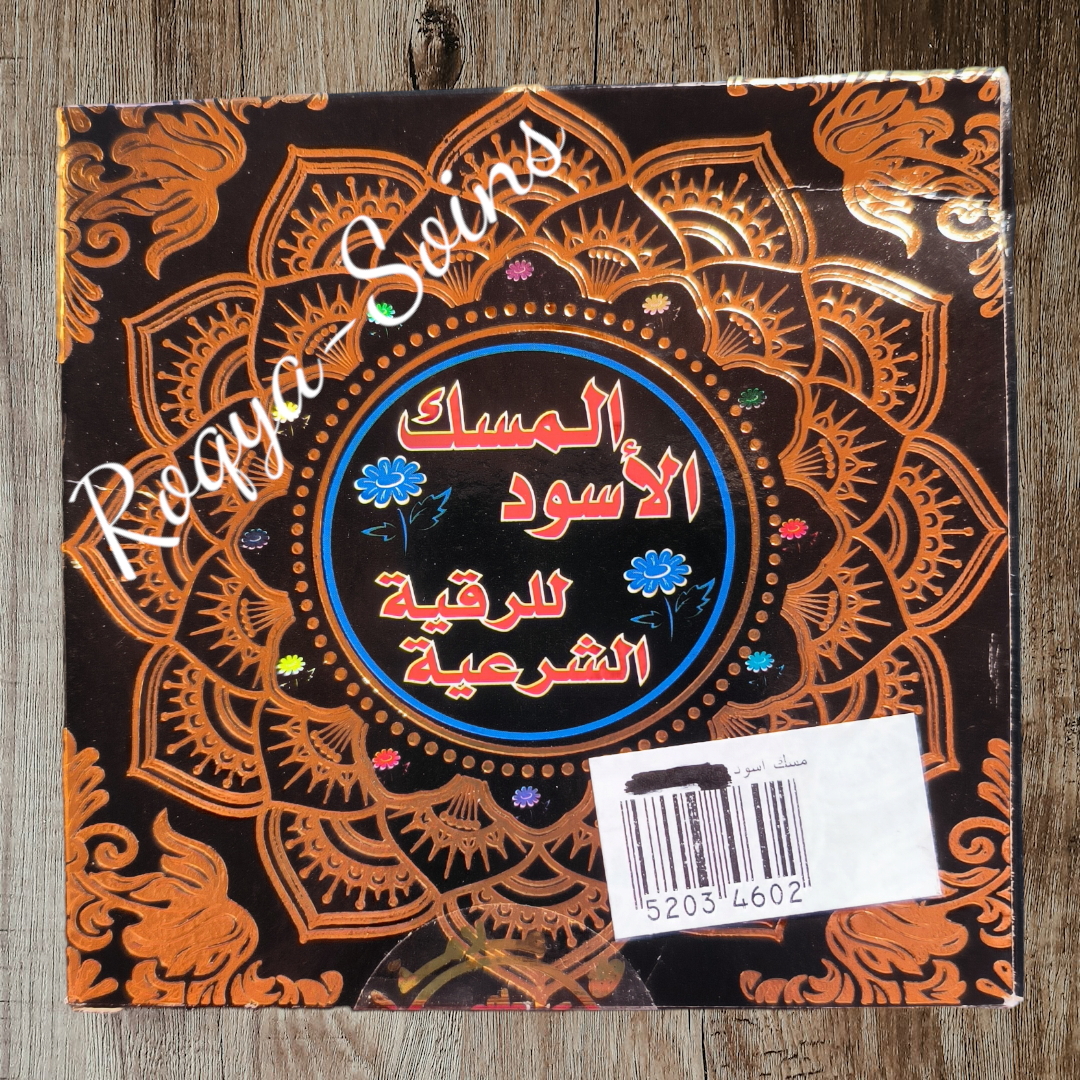 Roqya-Soins
المسك
الأسود
للرقية
الشرعية
مسك اسود
5203 4602